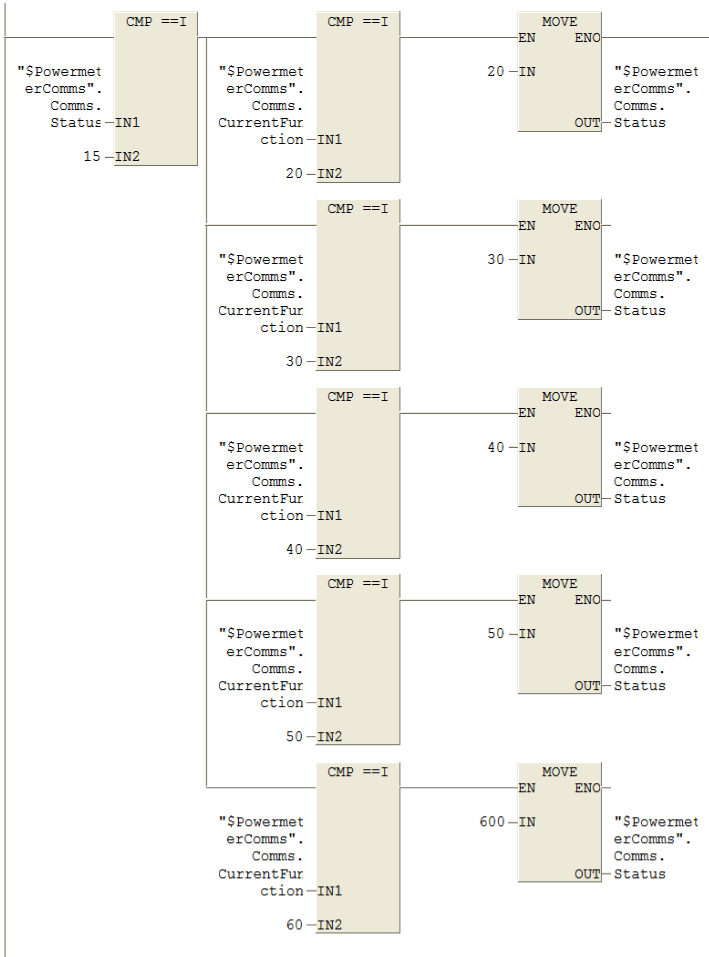 CMP ==I
CMP ==I
MOVE
EN ENO
"$Powermet
erComms".
Comms.
Status IN1
15 IN2
"$Powermet
erComms".
Comms.
CurrentFun
ction IN1
20 IN2
20 IN
"$Powermet
erComms".
Comms.
OUT Status
CMP ==I
MOVE
EN ENO
"$Powermet
erComms".
Comms.
CurrentFun
ction IN1
30 IN2
30 IN
"$Powermet
erComms".
Comms.
OUT Status
CMP ==I
MOVE
EN ENO
"$Powermet
erComms".
Comms.
CurrentFun
ction IN1
40 IN2
40 IN
"$Powermet
erComms".
Comms.
OUT Status
CMP ==I
MOVE
EN ENO
"$Powermet
erComms".
Comms.
CurrentFun
ction IN1
50 IN2
50 IN
"$Powermet
erComms".
Comms.
OUT Status
CMP ==I
MOVE
EN ENO
"$Powermet
erComms".
Comms.
CurrentFun
ction IN1
60 IN2
600 IN
"$Powermet
erComms".
Comms.
OUT Status